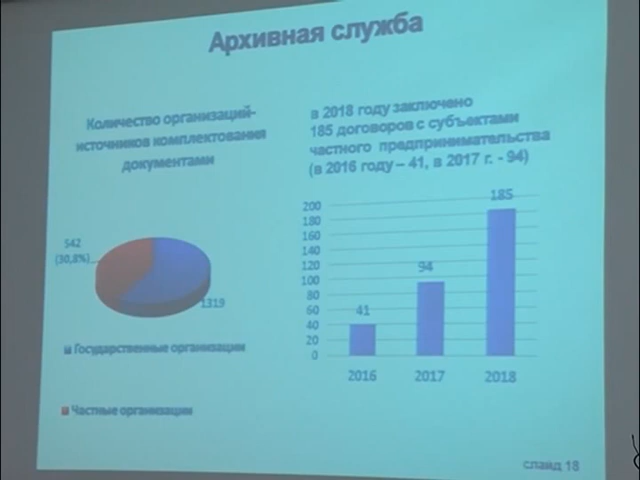 Архивная служба
Количество организаций-
источников комплектования
документами
в 2018 году заключено
185 договоров с субъектами
частного предпринимательства
(в 2016 году – 41, в 2017 г. - 94)
542
(30,8%)
1319
Государственные организации
Частные организации
200
180
160
140
120
100
80
60
40
20
0
41
94
185
2016
2017
2018
слайд 18